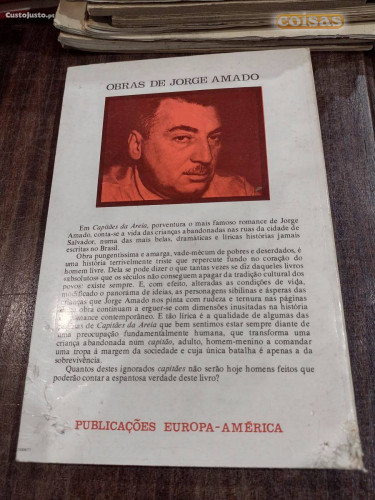 CustoJusto.pt
coisas
OBRAS DE JORGE AMADO
Em Capitães da Areia, porventura o mais famoso romance de Jorge
Amado, conta-se a vida das crianças abandonadas nas ruas da cidade de
Salvador, numa das mais belas, dramáticas e líricas histórias jamais
escritas no Brasil.
Obra pungentíssima e amarga, vade-mécum de pobres e deserdados, é
uma história terrivelmente triste que repercute fundo no coração do
homem livre. Dela se pode dizer o que tantas vezes se diz daqueles livros
absolutos que os séculos não conseguem apagar da tradição cultural dos
povos: existe sempre. E, com efeito, alteradas as condições de vida,
modificado o panorama de ideias, as personagens sibilinas e ásperas das
crianças que Jorge Amado nos pinta com rudeza e ternura nas páginas
obra continuam a erguer-se com dimensões inusitadas na
romance contemporâneo. E tão lírica é a qualidade de algumas das
de Capitães da Areia que bem sentimos estar sempre diante de
uma preocupação fundamentalmente humana, que transforma uma
criança abandonada num capitão, adulto, homem-menino a comandar
uma tropa à margem da sociedade e cuja única batalha é apenas a da
sobrevivência.
Quantos destes ignorados capitães não serão hoje homens feitos que
poderão contar a espantosa verdade deste livro?
PUBLICAÇÕES EUROPA-AMÉRICA